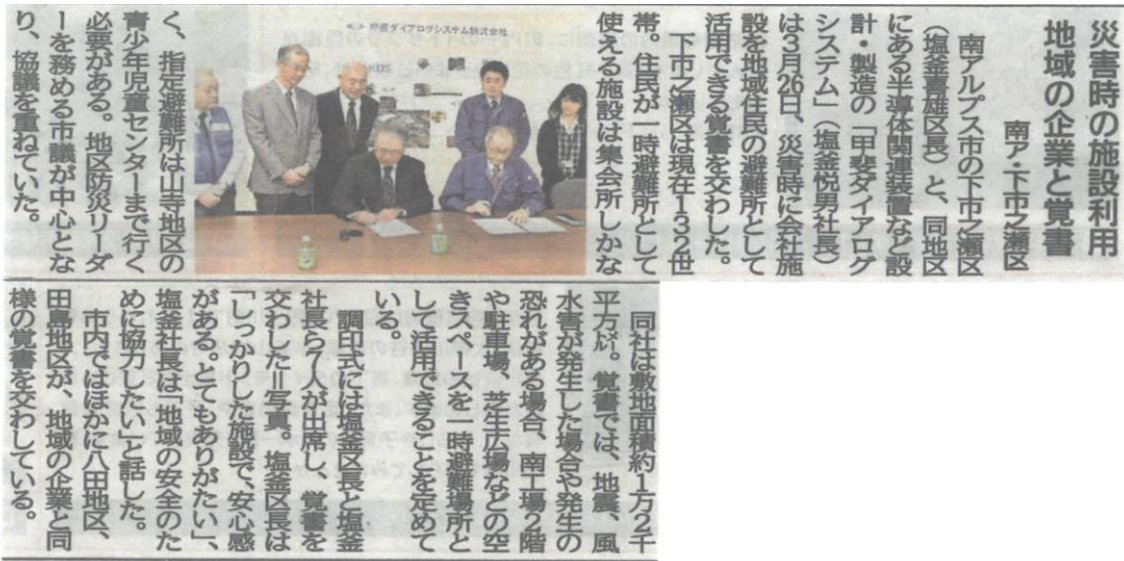 災害時の施設利用
地域の企業と覚書
南ア・下市之瀬区
南アルプス市の下市之瀬区
（塩釜喜雄区長）と、同地区
にある半導体関連装置など設
計・製造の「甲斐ダイアログ
システム」（塩釜悦男社長）
は3月26日、災害時に会社施
設を地域住民の避難所として
活用できる覚書を交わした。
下市之瀬区は現在132世
帯。住民が一時避難所として
使える施設は集会所しかな
く、指定避難所は山寺地区の
青少年児童センターまで行く
必要がある。地区防災リーダ
ーを務める市議が中心とな
り、協議を重ねていた。
甲斐ダイアログシステム株式会社
KDS
同社は敷地面積約1万2千
平方㍍。覚書では、地震、風
水害が発生した場合や発生の
恐れがある場合、南工場2階
や駐車場、芝生広場などの空
きスペースを一時避難場所と
して活用できることを定めて
いる。
調印式には塩釜区長と塩釜
社長ら7人が出席し、覚書を
交わした＝写真。塩釜区長は
「しっかりした施設で、安心感
がある。とてもありがたい」、
塩釜社長は「地域の安全のた
めに協力したい」と話した。
市内ではほかに八田地区、
田島地区が、地域の企業と同
様の覚書を交わしている。